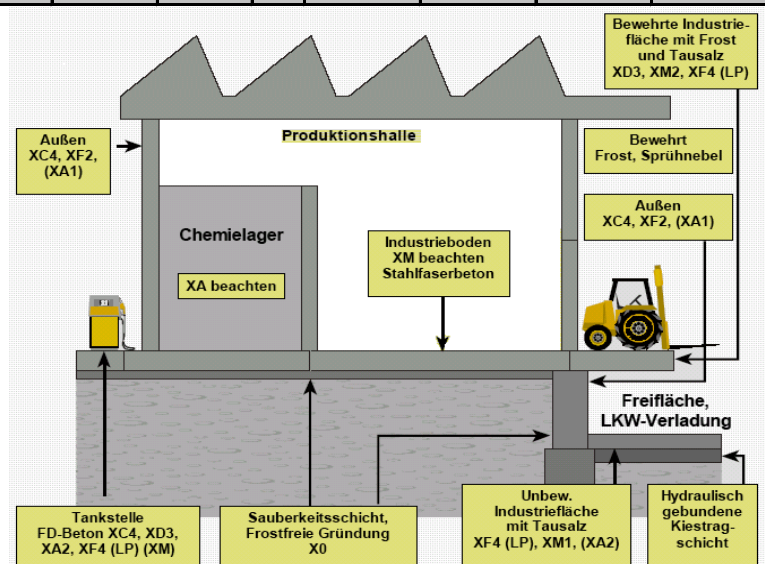 Bewehrte Industrie-
fläche mit Frost
und Tausalz
XD3, XM2, XF4 (LP)
Produktionshalle
Außen
XC4, XF2,
(XA1)
Bewehrt
Frost, Sprühnebel
Außen
XC4, XF2, (XA1)
Chemielager
XA beachten
Industrieboden
XM beachten
Stahlfaserbeton
Freifläche,
LKW-Verladung
Tankstelle
FD-Beton XC4, XD3,
XA2, XF4 (LP) (XM)
Sauberkeitsschicht,
Frostfreie Gründung
X0
Unbew.
Industriefläche
mit Tausalz
XF4 (LP), XM1, (XA2)
Hydraulisch
gebundene
Kiestrag-
schicht